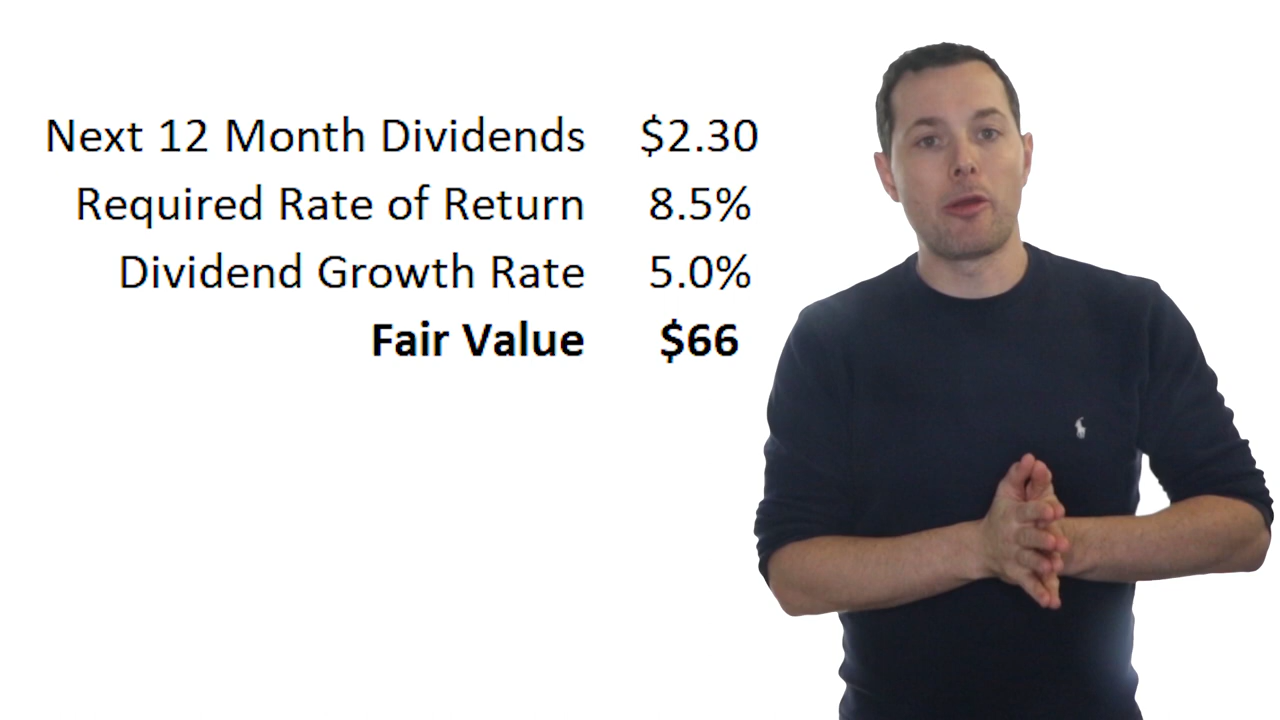 Next 12 Month Dividends $2.30
Required Rate of Return 8.5%
Dividend Growth Rate 5.0%
Fair Value $66